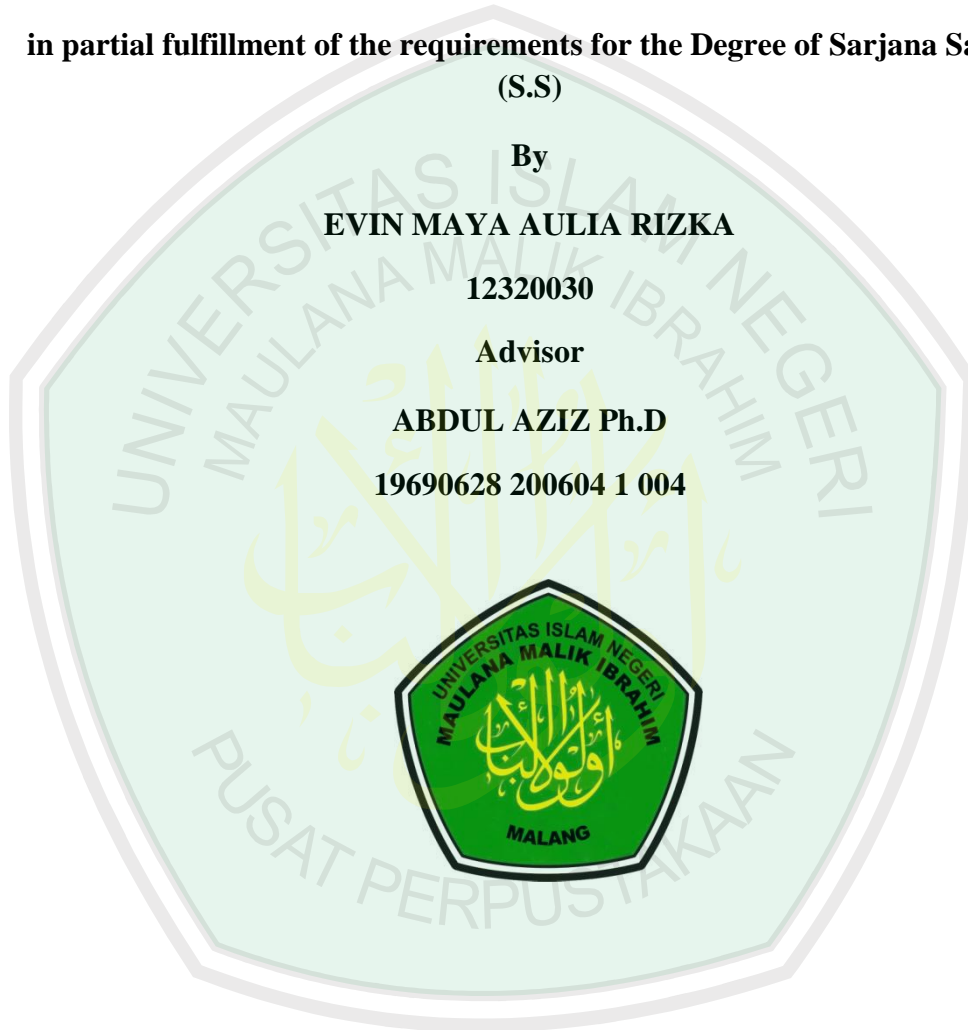 in partial fulfillment of the requirements for the Degree of Sarjana Sa
(S.S)
By
EVIN MAYA AULIA RIZKA
12320030
Advisor
ABDUL AZIZ Ph.D
19690628 200604 1 004
UNIVERSITAS ISLAM NEGERI
MAULANA MALIK IBRAHIM
PUSAT PERPUSTAKAAN
UNIVERSITAS ISLAM NEGERI
MAULANA MALIK IBRAHIM
MALANG